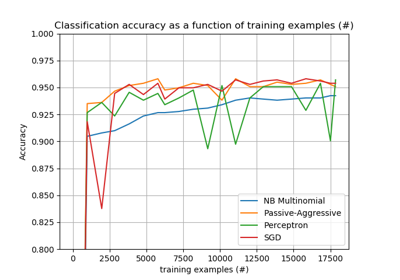 Classification accuracy as a function of training examples (#)
1.000
0.975
0.950
0.925
0.900
0.875
0.850
0.825
0.800
Accuracy
NB Multinomial
Passive-Aggressive
Perceptron
SGD
0 2500 5000 7500 10000 12500 15000 17500
training examples (#)